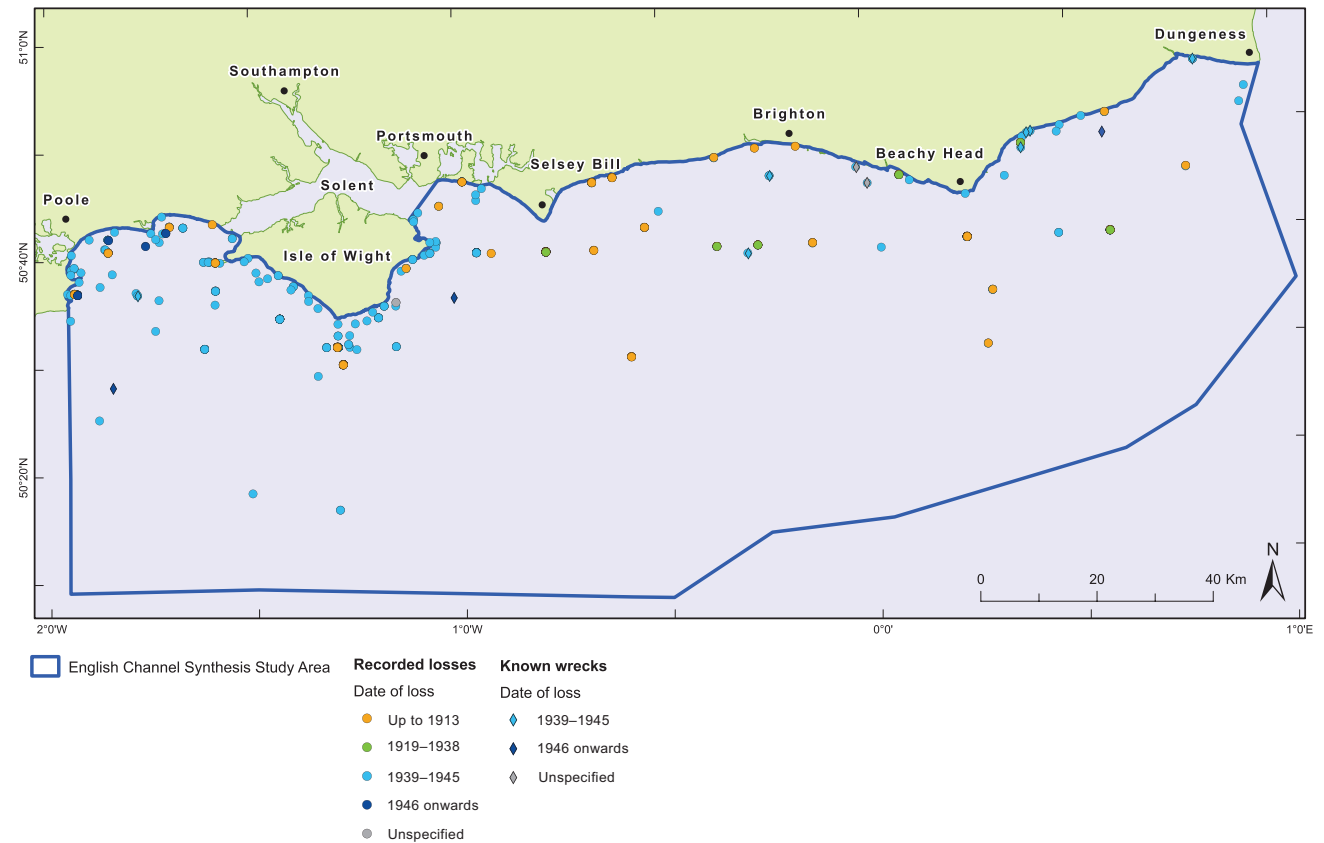 Dungeness
51°0'N
Southampton
Brighton
Portsmouth
Beachy Head
Selsey Bill
Solent
Poole
Isle of Wight
50°40'N
50°20'N
N
0 20 40 Km
2°0'W 1°0'W 0°0' 1°0'E
English Channel Synthesis Study Area
Recorded losses
Date of loss
Up to 1913
1919–1938
1939–1945
1946 onwards
Unspecified
Known wrecks
Date of loss
1939–1945
1946 onwards
Unspecified